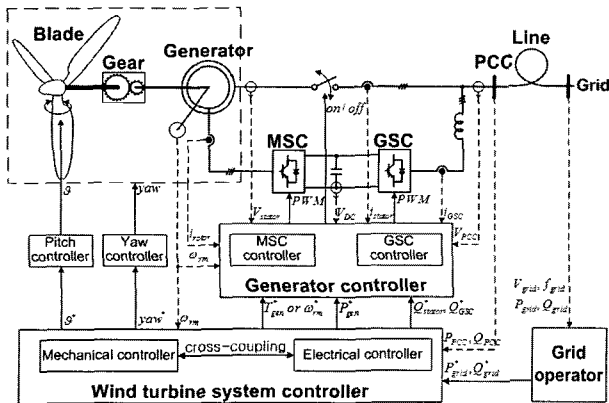 Blade
Gear
Generator
Line
PCC
Grid
on / off
MSC
GSC
PWM
PWM
ϑ
yaw
V_stator
V_DC
i_stator
i_GSC
V_PCC
i_rotor
ω_rm
MSC controller
GSC controller
Generator controller
Pitch controller
Yaw controller
V_grid, f_grid
P_grid, Q_grid
ϑ*
yaw*
ω_rm
T*_gen or ω*_rm
P*_gen
Q*_stator, Q*_GSC
P_PCC, Q_PCC
Mechanical controller
cross-coupling
Electrical controller
P*_grid, Q*_grid
Grid operator
Wind turbine system controller